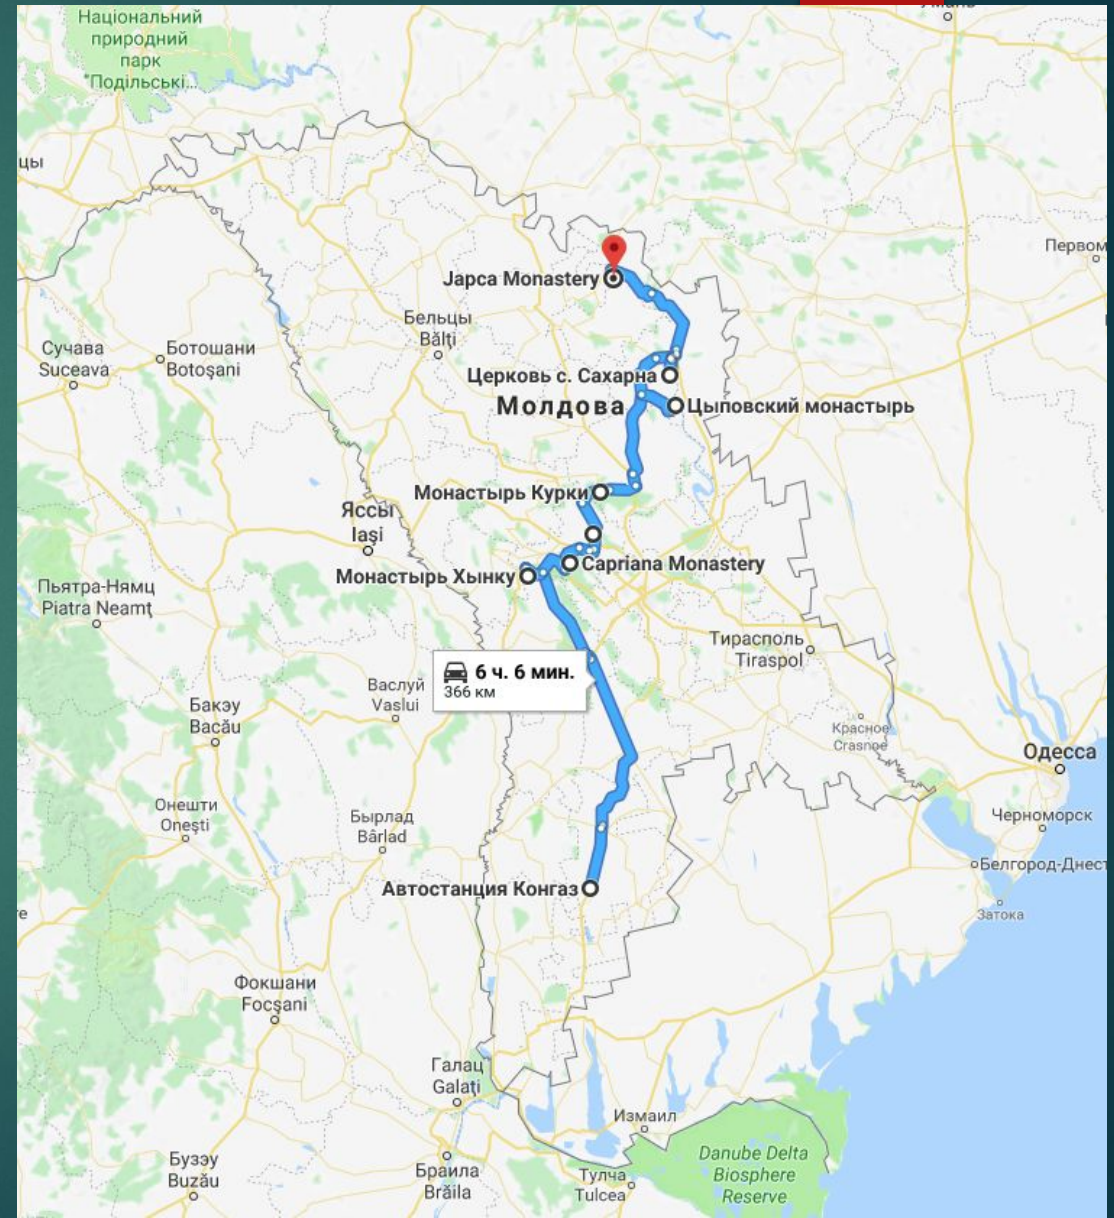 Національний
природний
парк
"Подільські...
цы
Первом
Japca Monastery
Бельцы
Bălți
Сучава
Suceava
Ботошани
Botoșani
Церковь с. Сахарна
Молдова
Цыповский монастырь
Монастырь Курки
Яссы
Iași
Capriana Monastery
Монастырь Хынку
Пьятра-Нямц
Piatra Neamț
Тирасполь
Tiraspol
6 ч. 6 мин.
366 км
Васлуй
Vaslui
Бакэу
Bacău
Красное
Crasnoe
Одесса
Онешти
Onești
Бырлад
Bârlad
Черноморск
Белгород-Днест
Автостанция Конгаз
Затока
Фокшани
Focșani
Галац
Galați
Измаил
Danube Delta
Biosphere
Reserve
Бузэу
Buzău
Браила
Brăila
Тулча
Tulcea